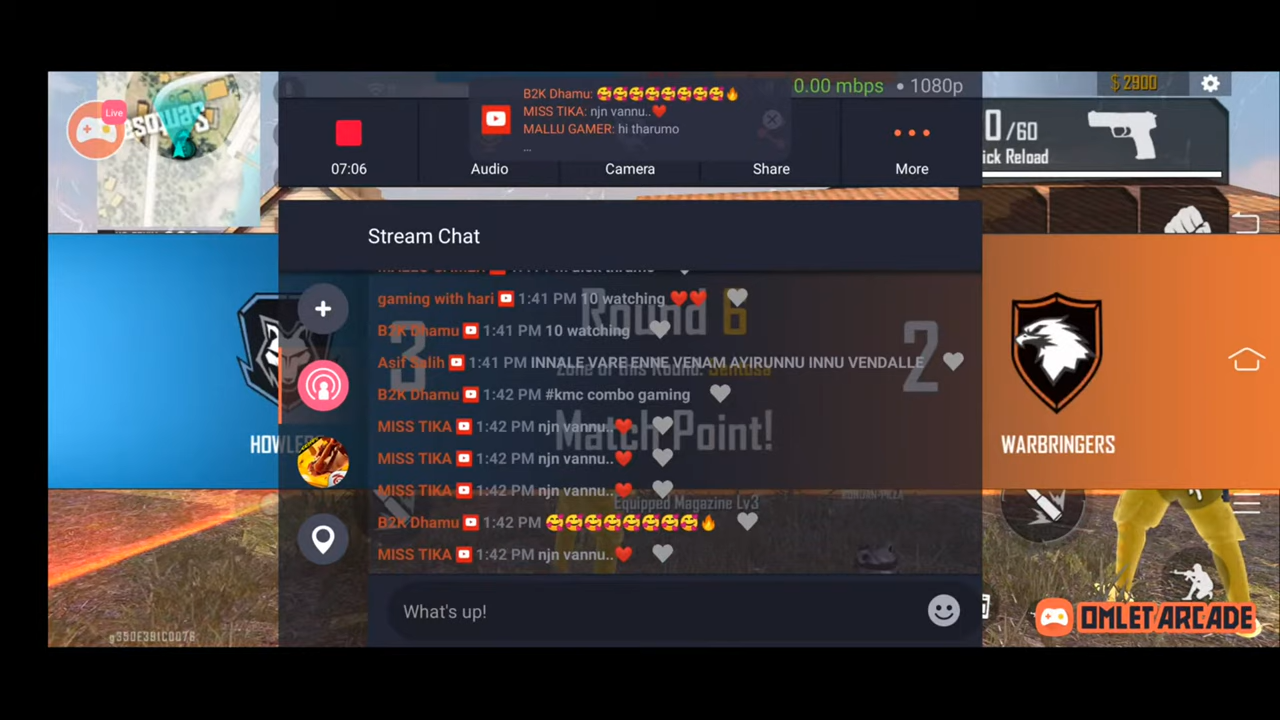 B2K Dhamu: 🥰🥰🥰🥰🥰🥰🥰🥰🔥
MISS TIKA: njn vannu..❤️
MALLU GAMER: hi tharumo
...
0.00 mbps • 1080p
$ 2900
Live
07:06
Audio
Camera
Share
More
0/60
ick Reload
Stream Chat
gaming with hari 1:41 PM 10 watching ❤️❤️
B2K Dhamu 1:41 PM 10 watching
Asif Salih 1:41 PM INNALE VARE ENNE VENAM AYIRUNNU INNU VENDALLE
B2K Dhamu 1:42 PM #kmc combo gaming
MISS TIKA 1:42 PM njn vannu..❤️
MISS TIKA 1:42 PM njn vannu..❤️
MISS TIKA 1:42 PM njn vannu..❤️
B2K Dhamu 1:42 PM 🥰🥰🥰🥰🥰🥰🥰🥰🔥
MISS TIKA 1:42 PM njn vannu..❤️
What's up!
Round 6
3
2
Match Point!
HOWLE
WARBRINGERS
Equipped Magazine Lv3
OMLET ARCADE